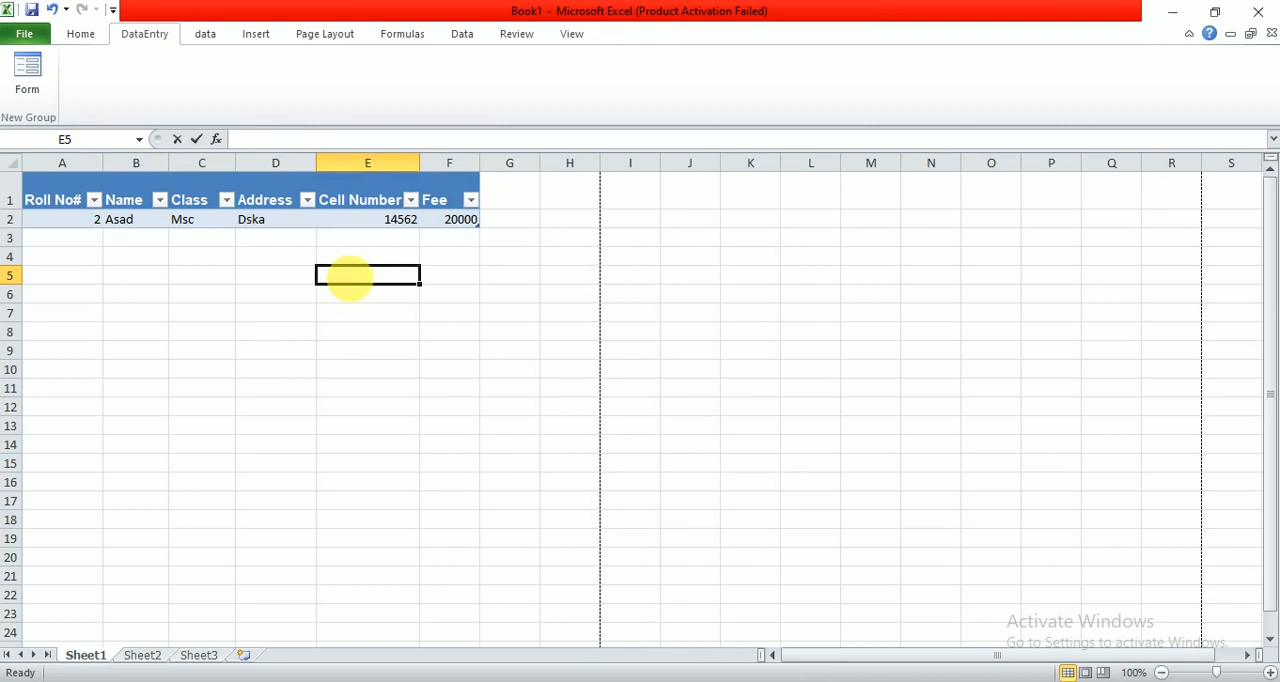 Book1 - Microsoft Excel (Product Activation Failed)
File Home DataEntry data Insert Page Layout Formulas Data Review View
Form
New Group
E5 fx
A B C D E F G H I J K L M N O P Q R S
1 Roll No# Name Class Address Cell Number Fee
2 2 Asad Msc Dska 14562 20000
3
4
5
6
7
8
9
10
11
12
13
14
15
16
17
18
19
20
21
22
23
24
Activate Windows
Go to Settings to activate Windows.
Sheet1 Sheet2 Sheet3
Ready 100%